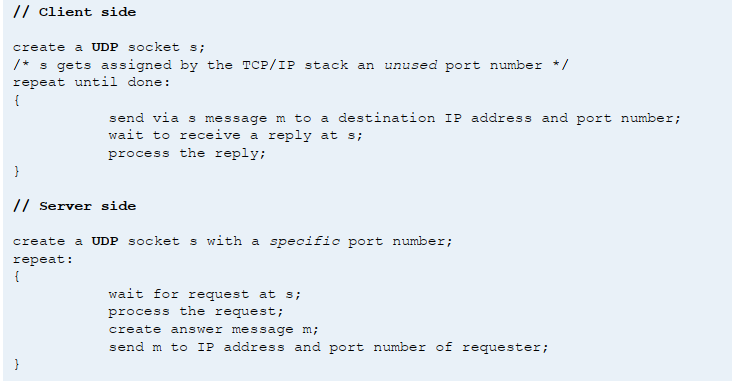 // Client side
create a UDP socket s;
/* s gets assigned by the TCP/IP stack an unused port number */
repeat until done:
{
send via s message m to a destination IP address and port number;
wait to receive a reply at s;
process the reply;
}
// Server side
create a UDP socket s with a specific port number;
repeat:
{
wait for request at s;
process the request;
create answer message m;
send m to IP address and port number of requester;
}